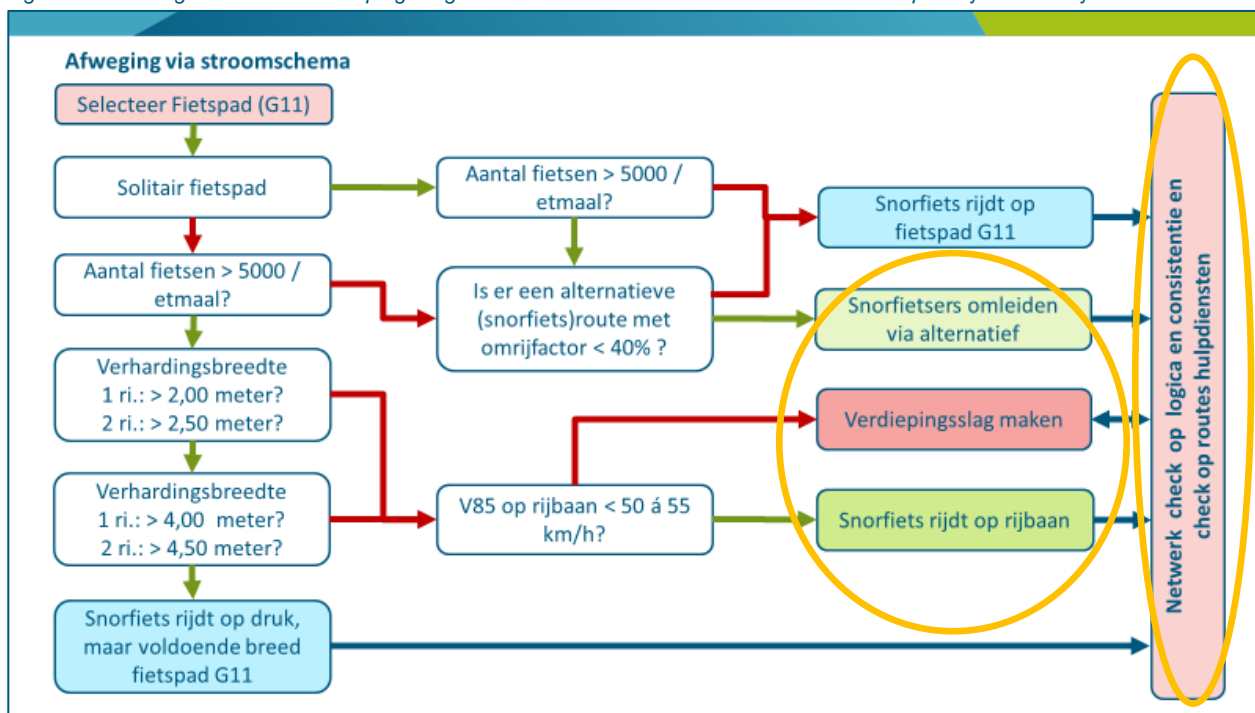 Afweging via stroomschema
Selecteer Fietspad (G11)
Solitair fietspad
Aantal fietsen > 5000 /
etmaal?
Verhardingsbreedte
1 ri.: > 2,00 meter?
2 ri.: > 2,50 meter?
Verhardingsbreedte
1 ri.: > 4,00 meter?
2 ri.: > 4,50 meter?
Snorfiets rijdt op druk,
maar voldoende breed
fietspad G11
Aantal fietsen > 5000 /
etmaal?
Is er een alternatieve
(snorfiets)route met
omrijfactor < 40% ?
V85 op rijbaan < 50 á 55
km/h?
Snorfiets rijdt op
fietspad G11
Snorfietsers omleiden
via alternatief
Verdiepingsslag maken
Snorfiets rijdt op rijbaan
Netwerk check op logica en consistentie en
check op routes hulpdiensten